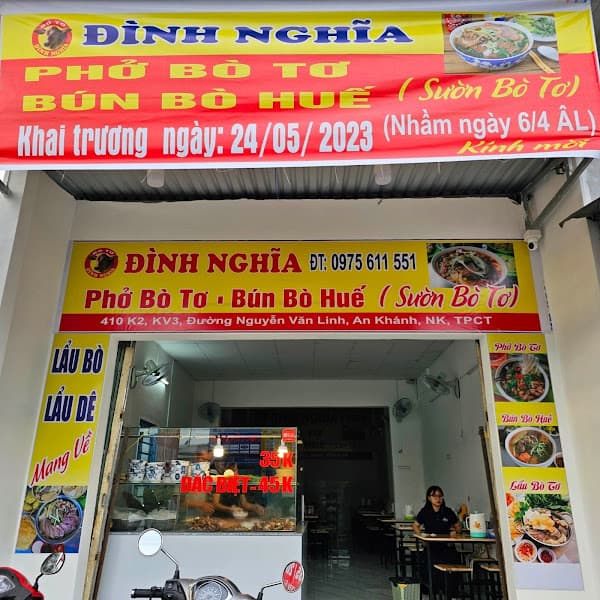 ĐÌNH NGHĨA
PHỞ BÒ TƠ
BÚN BÒ HUẾ (Sườn Bò Tơ)
Khai trương ngày: 24/05/2023 (Nhầm ngày 6/4 ÂL)
Kính mời
ĐÌNH NGHĨA ĐT: 0975 611 551
Phở Bò Tơ - Bún Bò Huế (Sườn Bò Tơ)
410 K2, KV3, Đường Nguyễn Văn Linh, An Khánh, NK, TPCT
LẨU BÒ
LẨU DÊ
Mang Về
Phở Bò Tơ
Bún Bò Huế
Lẩu Bò Tơ
35K
ĐẶC BIỆT-45K